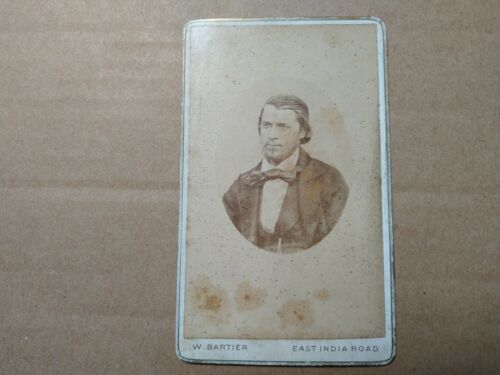 W. BARTIER EAST INDIA ROAD